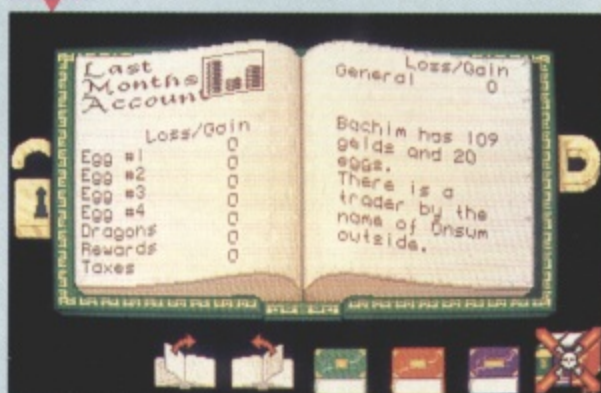 Last
Months
Account
Loss/Gain
Egg #1 0
Egg #2 0
Egg #3 0
Egg #4 0
Dragons 0
Rewards 0
Taxes 0
Loss/Gain
General 0
Bachim has 109
gelds and 20
eggs.
There is a
trader by the
name of Onsum
outside.